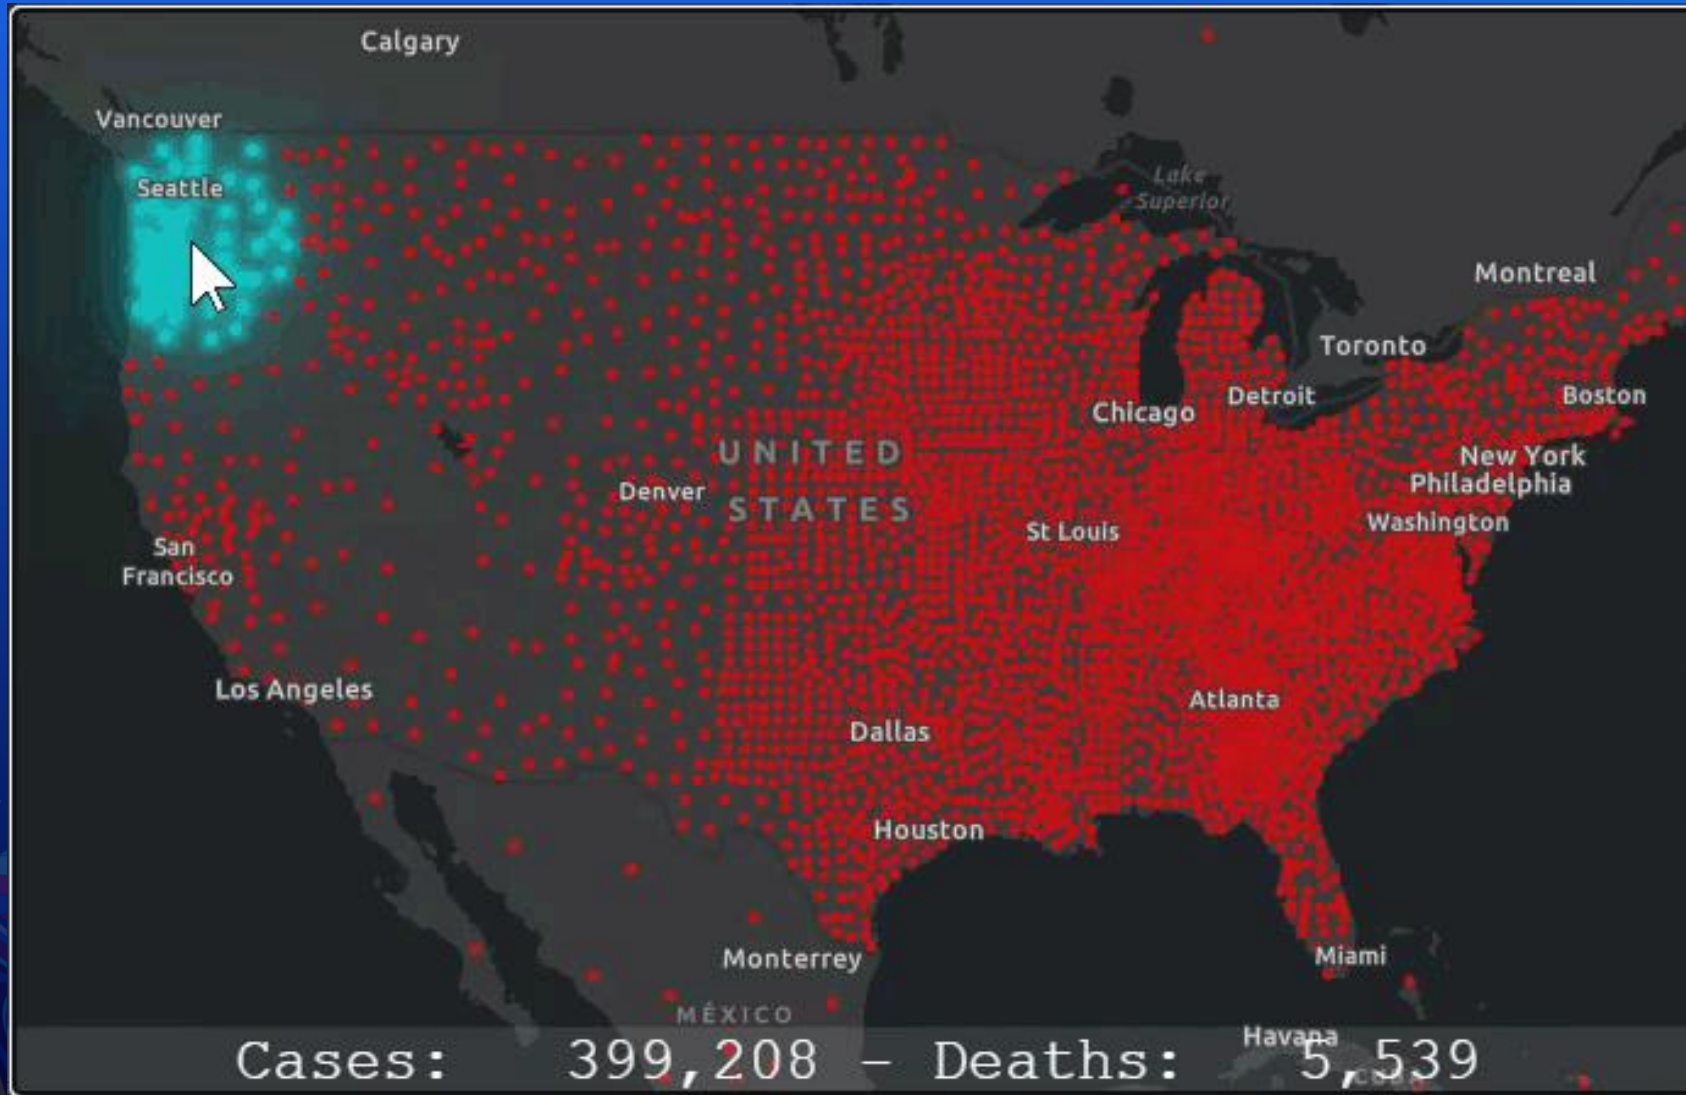 Calgary
Vancouver
Seattle
Lake
Superior
Montreal
Toronto
Boston
Detroit
Chicago
UNITED
New York
Philadelphia
Denver
STATES
Washington
St Louis
San
Francisco
Los Angeles
Atlanta
Dallas
Houston
Miami
Monterrey
MÉXICO
Havana
Cases: 399,208 – Deaths: 5,539